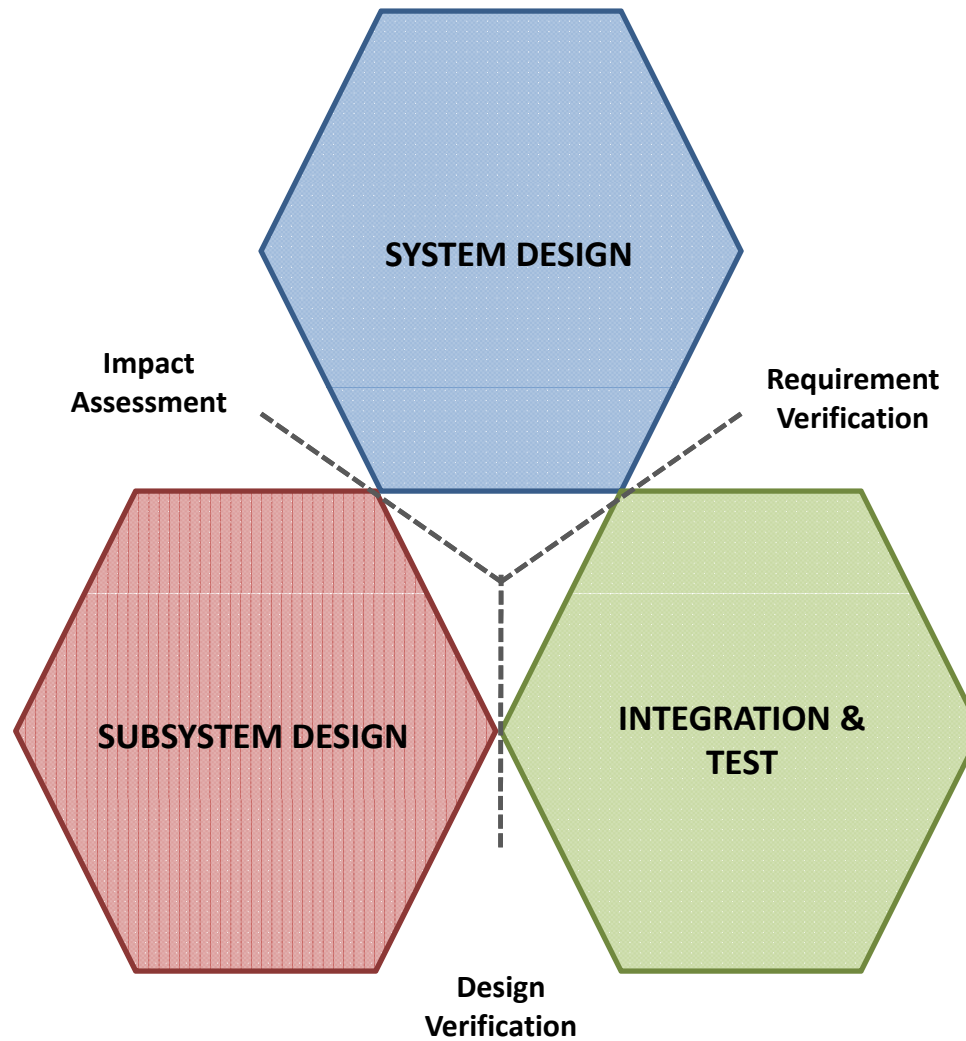 SYSTEM DESIGN
Impact
Assessment
Requirement
Verification
SUBSYSTEM DESIGN
INTEGRATION &
TEST
Design
Verification